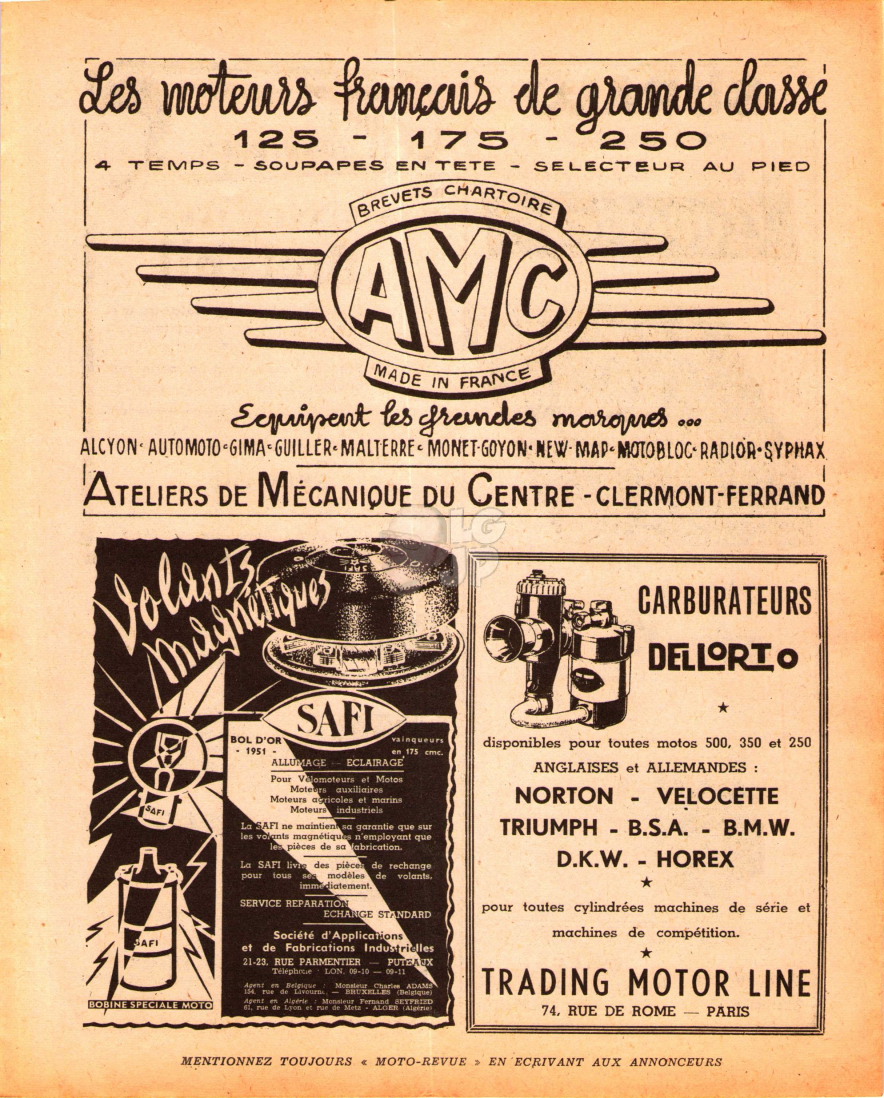 Les moteurs français de grande classe
125 - 175 - 250
4 TEMPS - SOUPAPES EN TETE - SELECTEUR AU PIED
BREVETS CHARTOIRE
AMC
MADE IN FRANCE
Equipent les grandes marques ...
ALCYON - AUTOMOTO - GIMA - GUILLER - MALTERRE - MONET-GOYON - NEW-MAP - MOTOBLOC - RADIOR - SYPHAX
ATELIERS DE MÉCANIQUE DU CENTRE - CLERMONT-FERRAND
Volants
magnétiques
SAFI
BOL D'OR
- 1951 -
vainqueurs
en 175 cmc.
ALLUMAGE — ECLAIRAGE
Pour Vélomoteurs et Motos
Moteurs auxiliaires
Moteurs agricoles et marins
Moteurs industriels
La SAFI ne maintient sa garantie que sur
les volants magnétiques n'employant que
les pièces de sa fabrication.
La SAFI livre des pièces de rechange
pour tous ses modèles de volants.
immédiatement.
SERVICE REPARATION
ECHANGE STANDARD
Société d'Applications
et de Fabrications Industrielles
21-23, RUE PARMENTIER — PUTEAUX
Téléphone : LON. 09-10 — 09-11
Agent en Belgique : Monsieur Charles ADAMS
154, rue de Livourne, — BRUXELLES (Belgique)
Agent en Algérie : Monsieur Fernand SEYFRIED
61, rue de Lyon et rue de Metz - ALGER (Algérie)
SAFI
SAFI
BOBINE SPECIALE MOTO
CARBURATEURS
DELLORTO
★
disponibles pour toutes motos 500, 350 et 250
ANGLAISES et ALLEMANDES :
NORTON - VELOCETTE
TRIUMPH - B.S.A. - B.M.W.
D.K.W. - HOREX
★
pour toutes cylindrées machines de série et
machines de compétition.
★
TRADING MOTOR LINE
74, RUE DE ROME — PARIS
MENTIONNEZ TOUJOURS « MOTO-REVUE » EN ECRIVANT AUX ANNONCEURS